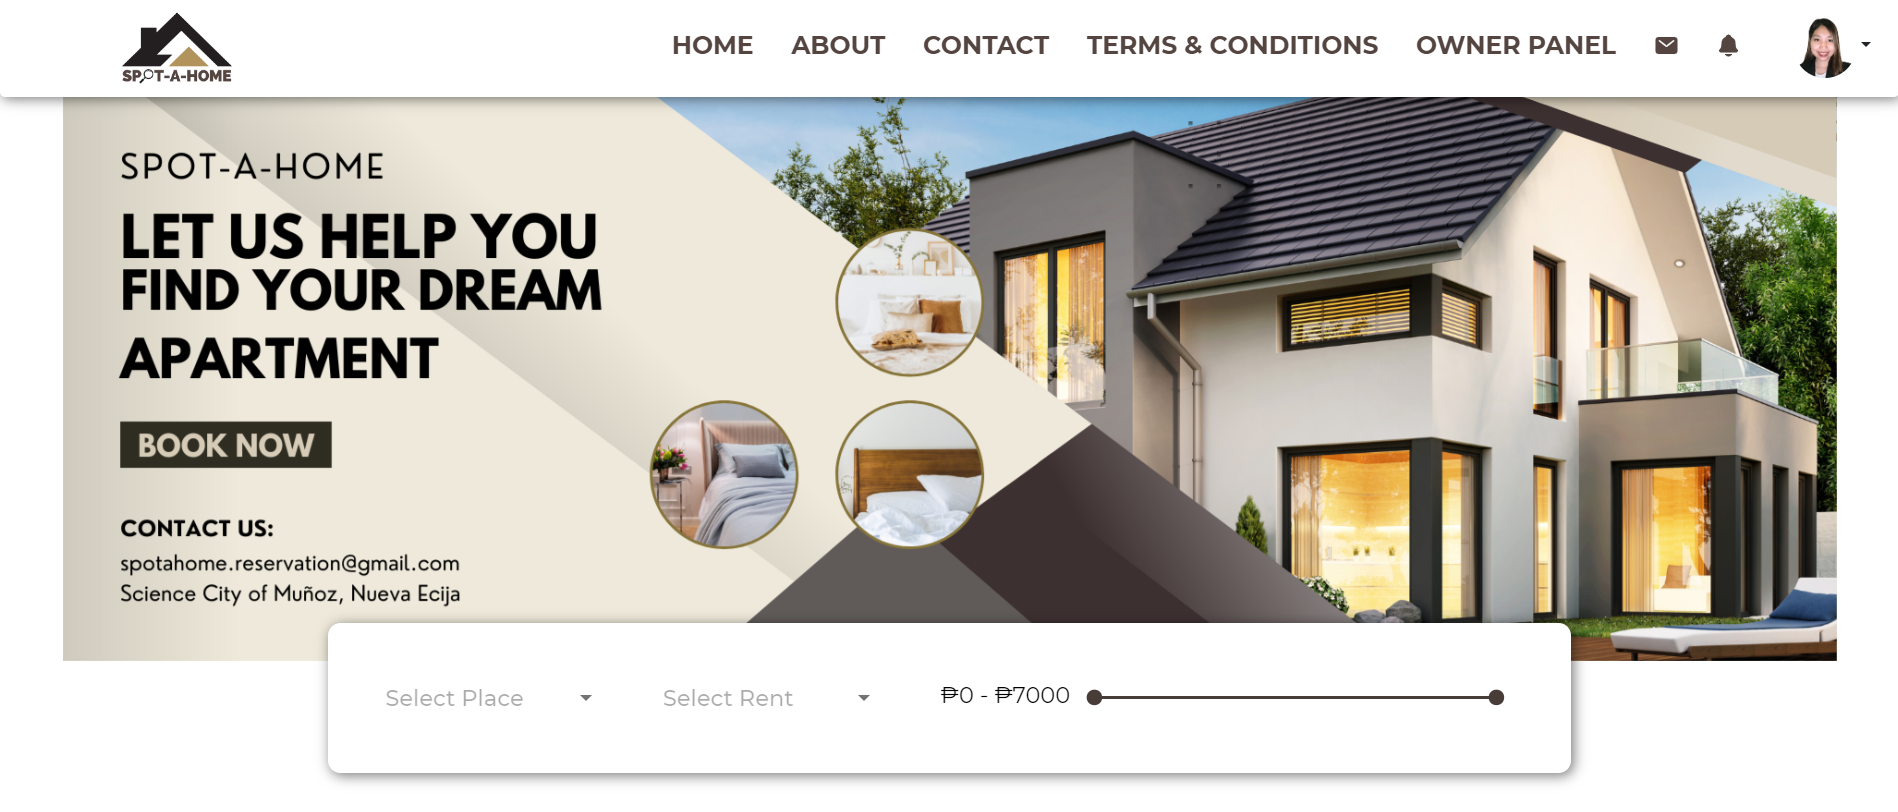 SPOT-A-HOME
HOME ABOUT CONTACT TERMS & CONDITIONS OWNER PANEL
SPOT-A-HOME
LET US HELP YOU
FIND YOUR DREAM
APARTMENT
BOOK NOW
CONTACT US:
spotahome.reservation@gmail.com
Science City of Muñoz, Nueva Ecija
Select Place
Select Rent
₱0 - ₱7000